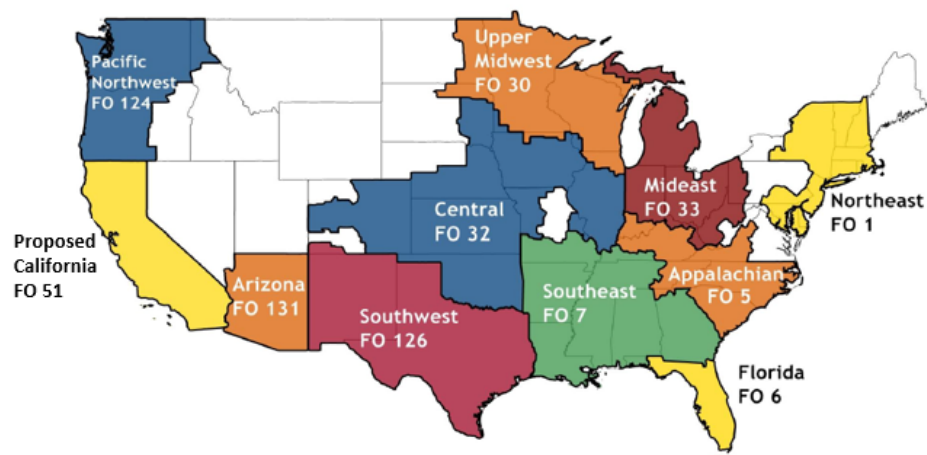 Pacific
Northwest
FO 124
Upper
Midwest
FO 30
Mideast
FO 33
Northeast
FO 1
Central
FO 32
Proposed
California
FO 51
Arizona
FO 131
Southwest
FO 126
Southeast
FO 7
Appalachian
FO 5
Florida
FO 6